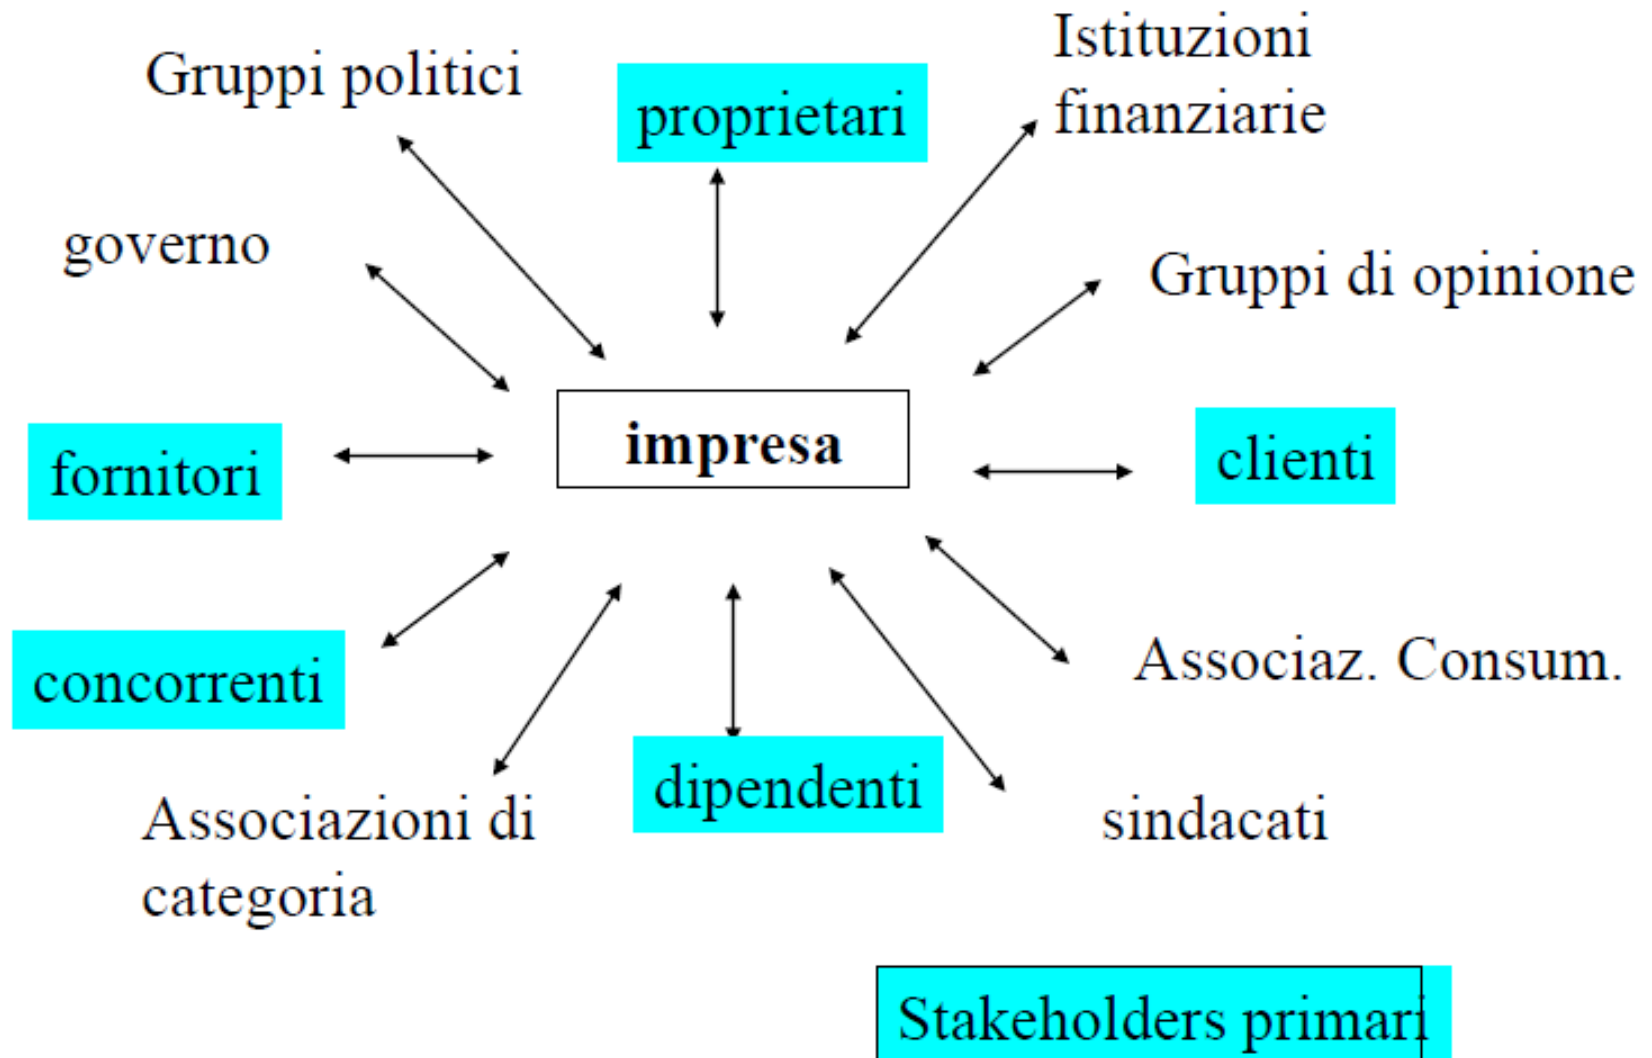 Gruppi politici
proprietari
Istituzioni
finanziarie
governo
Gruppi di opinione
impresa
fornitori
clienti
concorrenti
Associaz. Consum.
dipendenti
Associazioni di
categoria
sindacati
Stakeholders primari